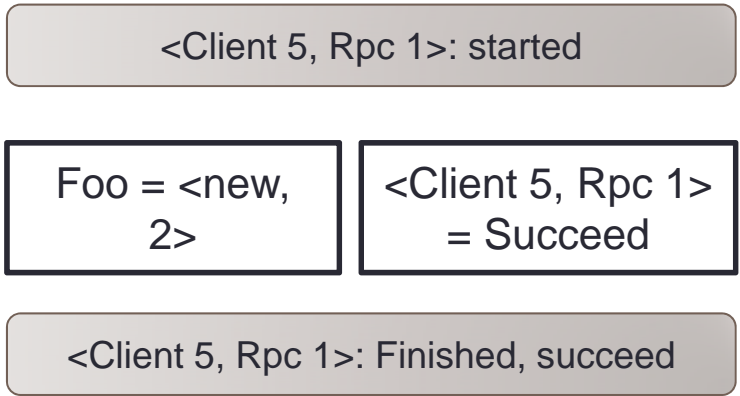 <Client 5, Rpc 1>: started
Foo = <new,
2>
<Client 5, Rpc 1>
= Succeed
<Client 5, Rpc 1>: Finished, succeed